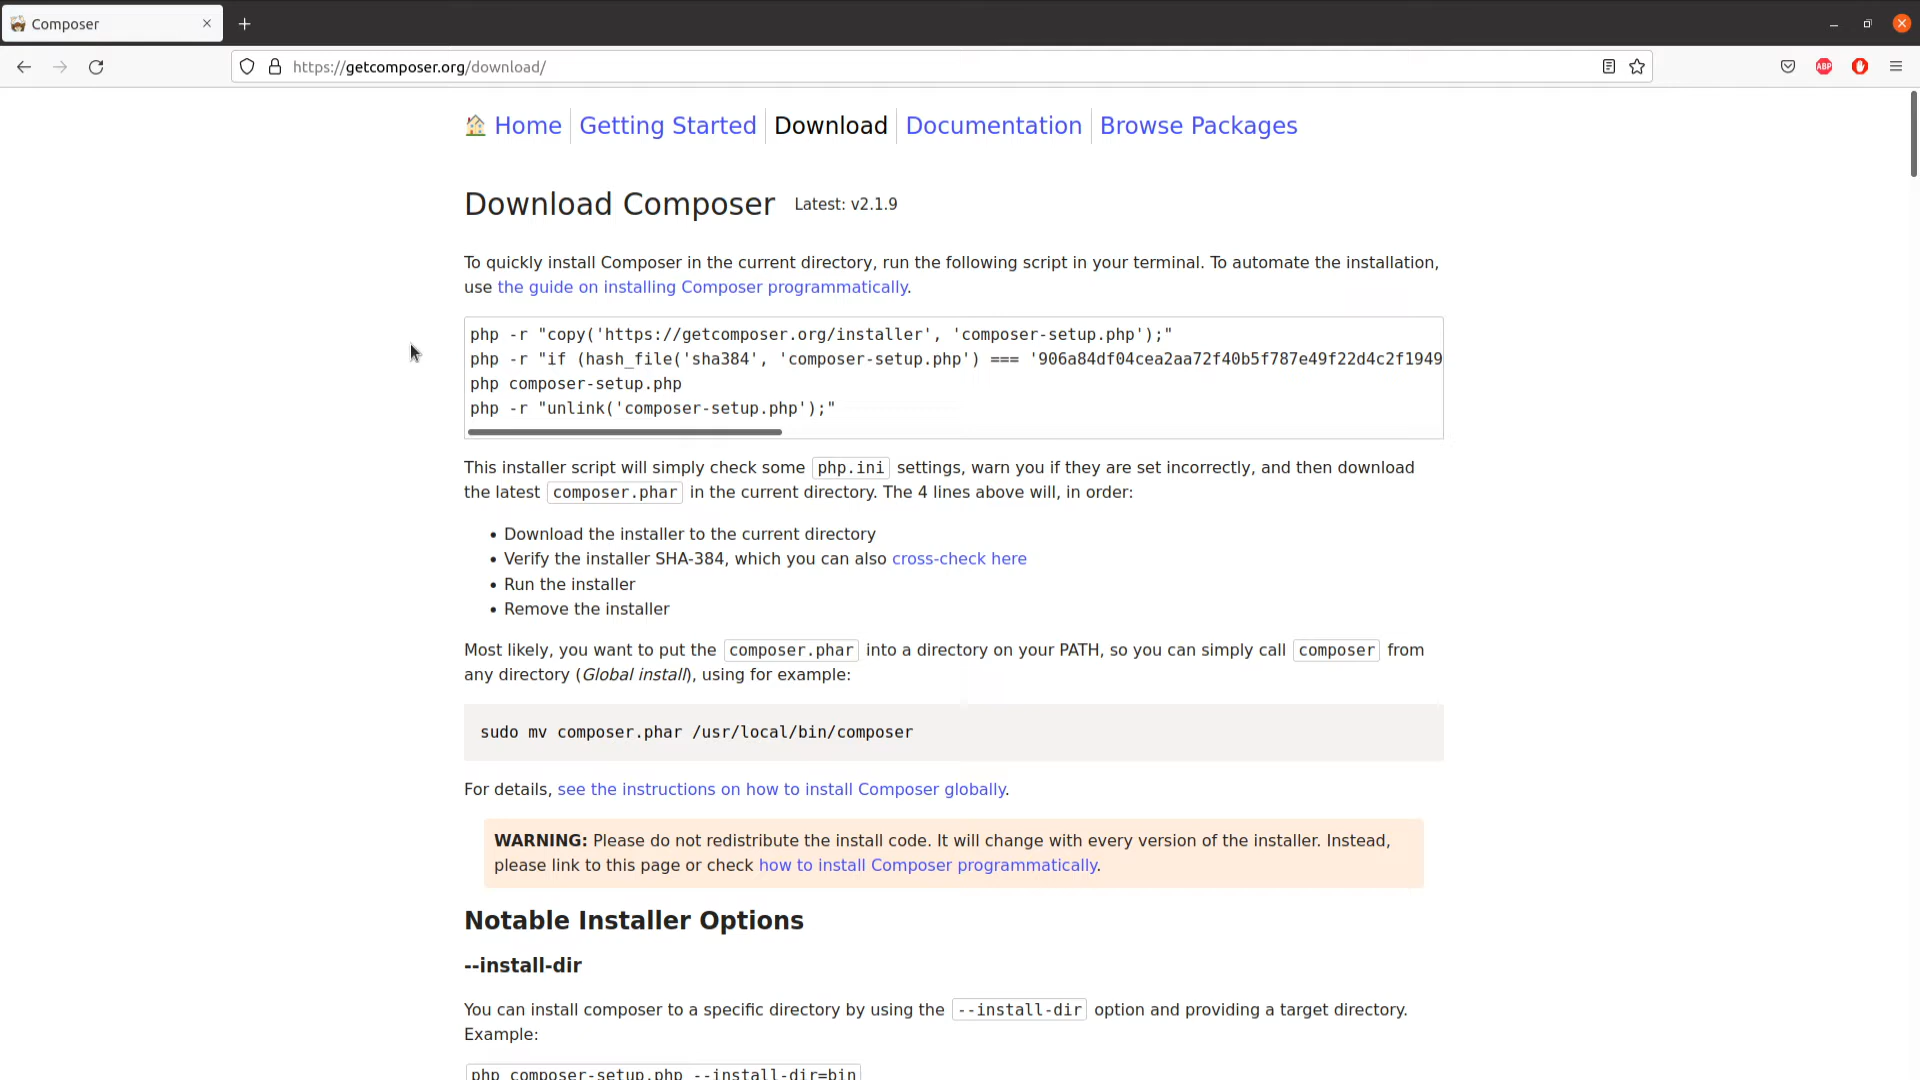 Composer
https://getcomposer.org/download/
ABP
Home
Getting Started
Download
Documentation
Browse Packages
Download Composer Latest: v2.1.9
To quickly install Composer in the current directory, run the following script in your terminal. To automate the installation,
use the guide on installing Composer programmatically.
php -r "copy('https://getcomposer.org/installer', 'composer-setup.php');"
php -r "if (hash_file('sha384', 'composer-setup.php') === '906a84df04cea2aa72f40b5f787e49f22d4c2f1949
php composer-setup.php
php -r "unlink('composer-setup.php');"
This installer script will simply check some php.ini settings, warn you if they are set incorrectly, and then download
the latest composer.phar in the current directory. The 4 lines above will, in order:
• Download the installer to the current directory
• Verify the installer SHA-384, which you can also cross-check here
• Run the installer
• Remove the installer
Most likely, you want to put the composer.phar into a directory on your PATH, so you can simply call composer from
any directory (Global install), using for example:
sudo mv composer.phar /usr/local/bin/composer
For details, see the instructions on how to install Composer globally.
WARNING: Please do not redistribute the install code. It will change with every version of the installer. Instead,
please link to this page or check how to install Composer programmatically.
Notable Installer Options
--install-dir
You can install composer to a specific directory by using the --install-dir option and providing a target directory.
Example:
php composer-setup.php --install-dir=bin